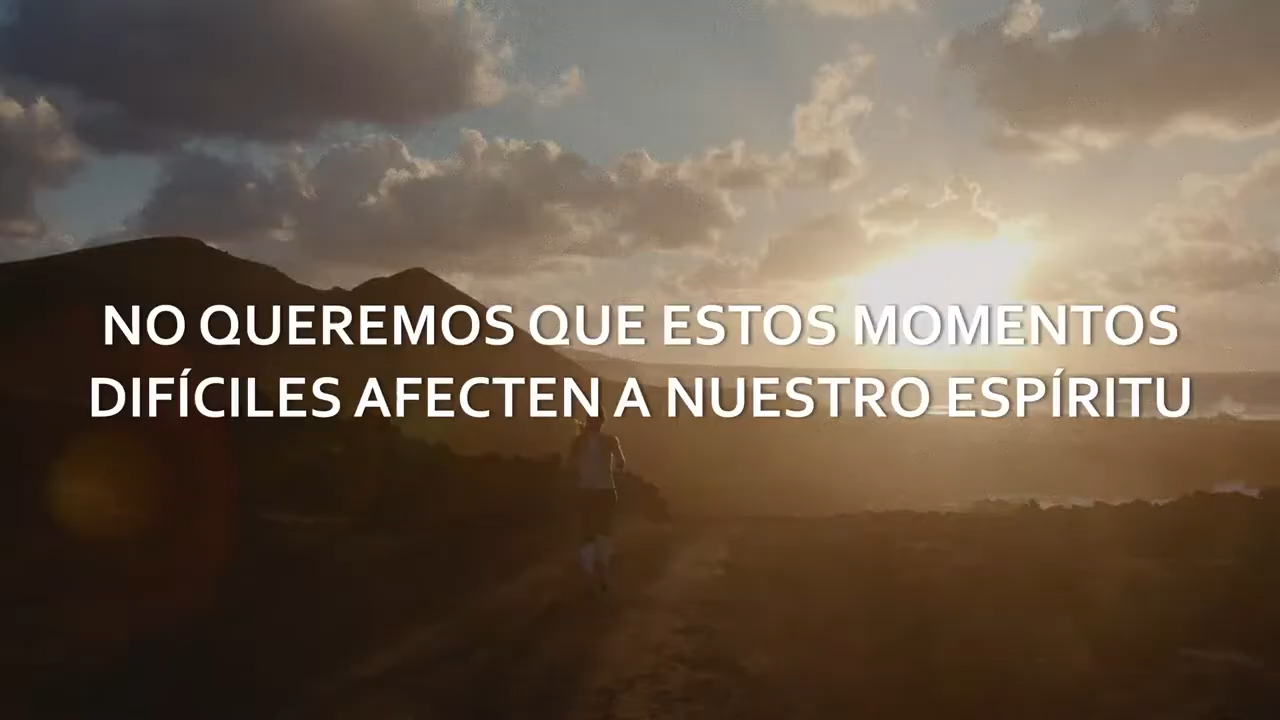 NO QUEREMOS QUE ESTOS MOMENTOS
DIFÍCILES AFECTEN A NUESTRO ESPÍRITU